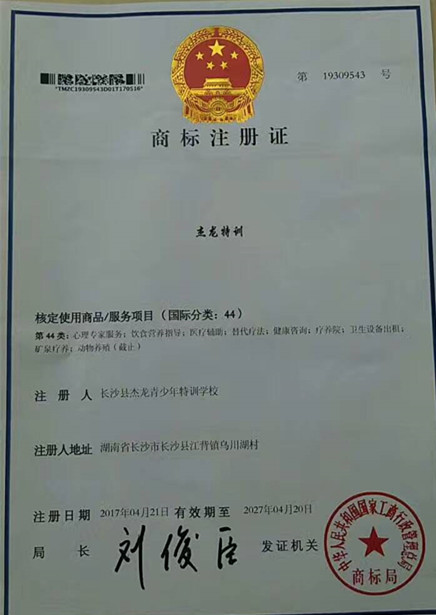 *TMZC19309543D01T170518*
第 19309543 号
商标注册证
杰龙特训
核定使用商品/服务项目（国际分类：44）
第44类：心理专家服务；饮食营养指导；医疗辅助；替代疗法；健康咨询；疗养院；卫生设备出租；
矿泉疗养；动物养殖（截止）
注册人 长沙县杰龙青少年特训学校
注册人地址 湖南省长沙市长沙县江背镇乌川湖村
注册日期 2017年04月21日 有效期至 2027年04月20日
局长 刘俊臣 发证机关
中华人民共和国国家工商行政管理总局
商标局